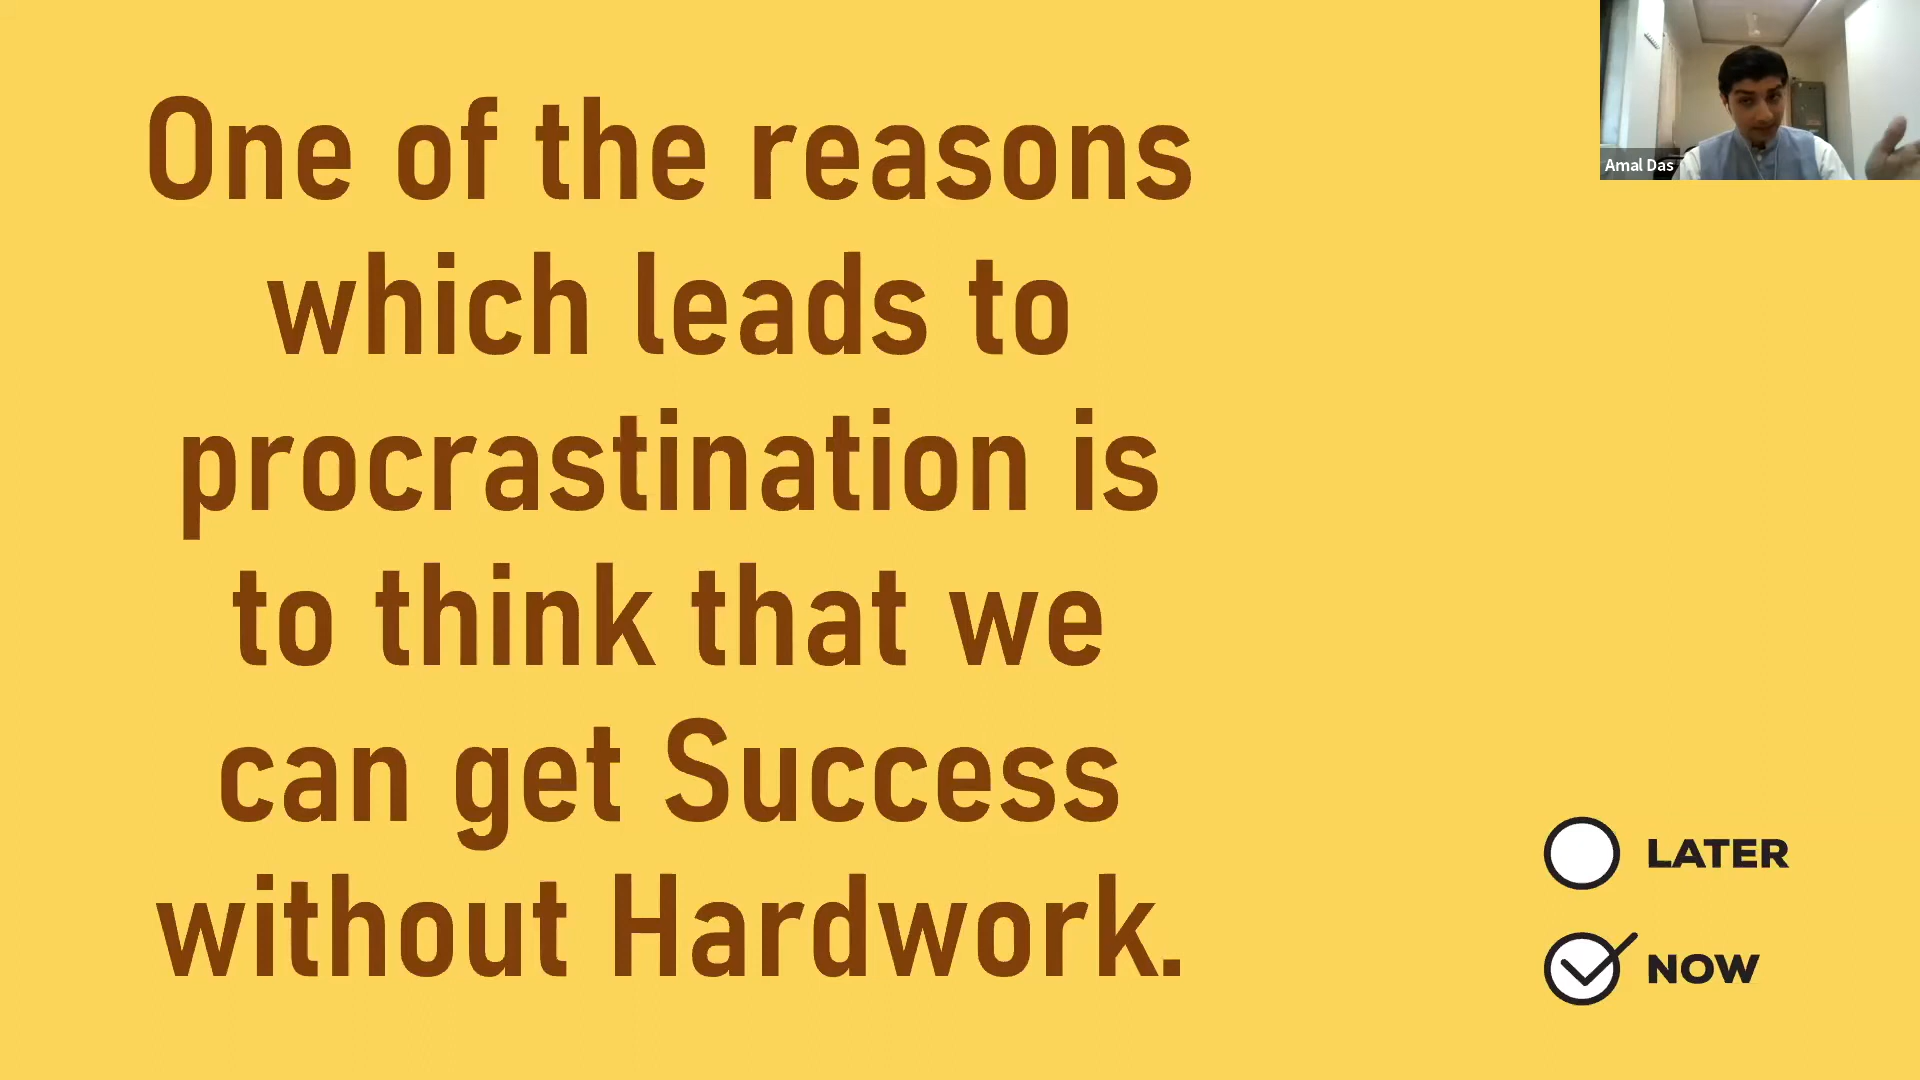 One of the reasons
which leads to
procrastination is
to think that we
can get Success
without Hardwork.
Amal Das
LATER
NOW